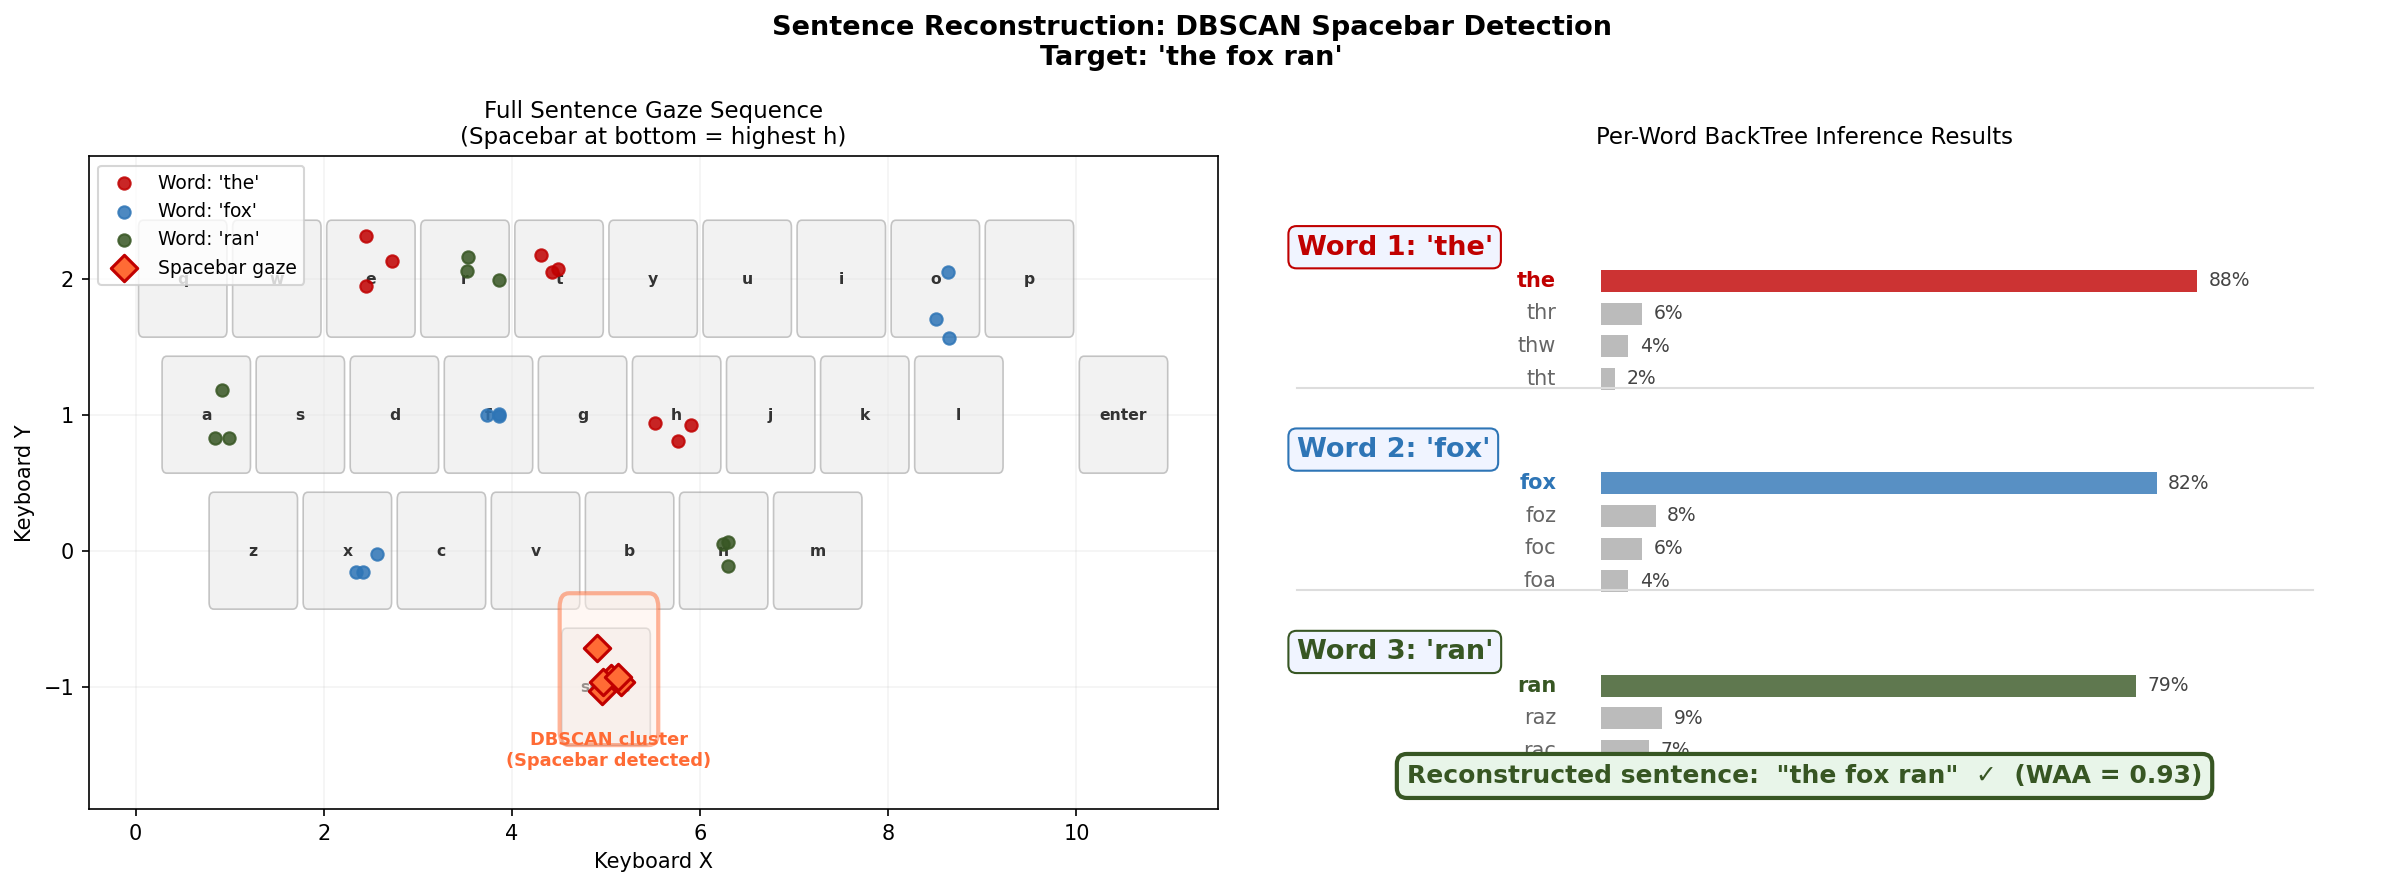 Sentence Reconstruction: DBSCAN Spacebar Detection
Target: 'the fox ran'
Full Sentence Gaze Sequence
(Spacebar at bottom = highest h)
Word: 'the'
Word: 'fox'
Word: 'ran'
Spacebar gaze
q w e r t y u i o p
a s d f g h j k l enter
z x c v b n m
DBSCAN cluster
(Spacebar detected)
2
1
0
−1
Keyboard Y
0 2 4 6 8 10
Keyboard X
Per-Word BackTree Inference Results
Word 1: 'the'
the 88%
thr 6%
thw 4%
tht 2%
Word 2: 'fox'
fox 82%
foz 8%
foc 6%
foa 4%
Word 3: 'ran'
ran 79%
raz 9%
rac 7%
Reconstructed sentence: "the fox ran" ✓ (WAA = 0.93)